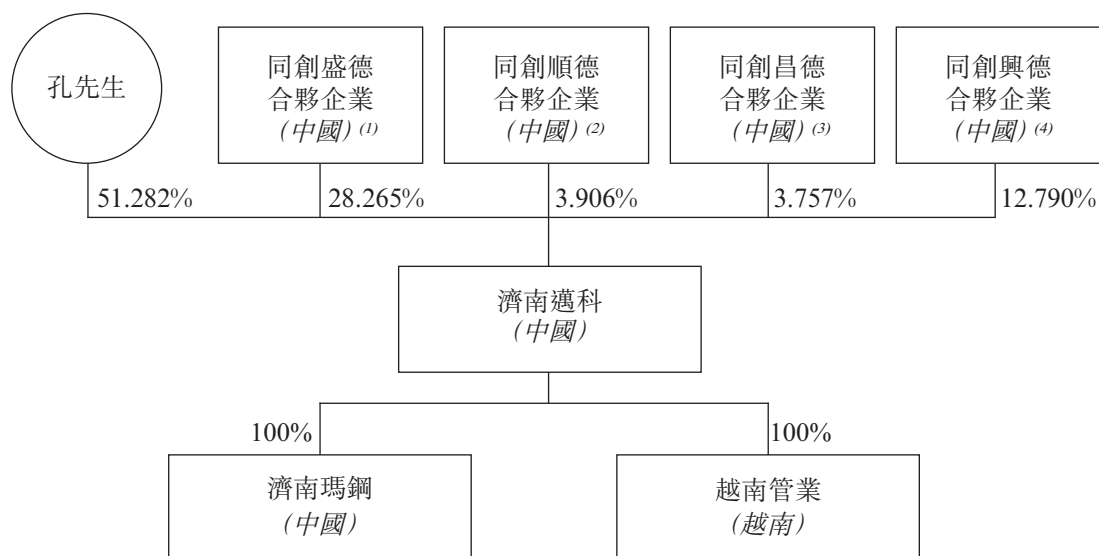 孔先生
同創盛德
合夥企業
(中國)(1)
同創順德
合夥企業
(中國)(2)
同創昌德
合夥企業
(中國)(3)
同創興德
合夥企業
(中國)(4)
51.282%
28.265%
3.906%
3.757%
12.790%
濟南邁科
(中國)
100%
100%
濟南瑪鋼
(中國)
越南管業
(越南)